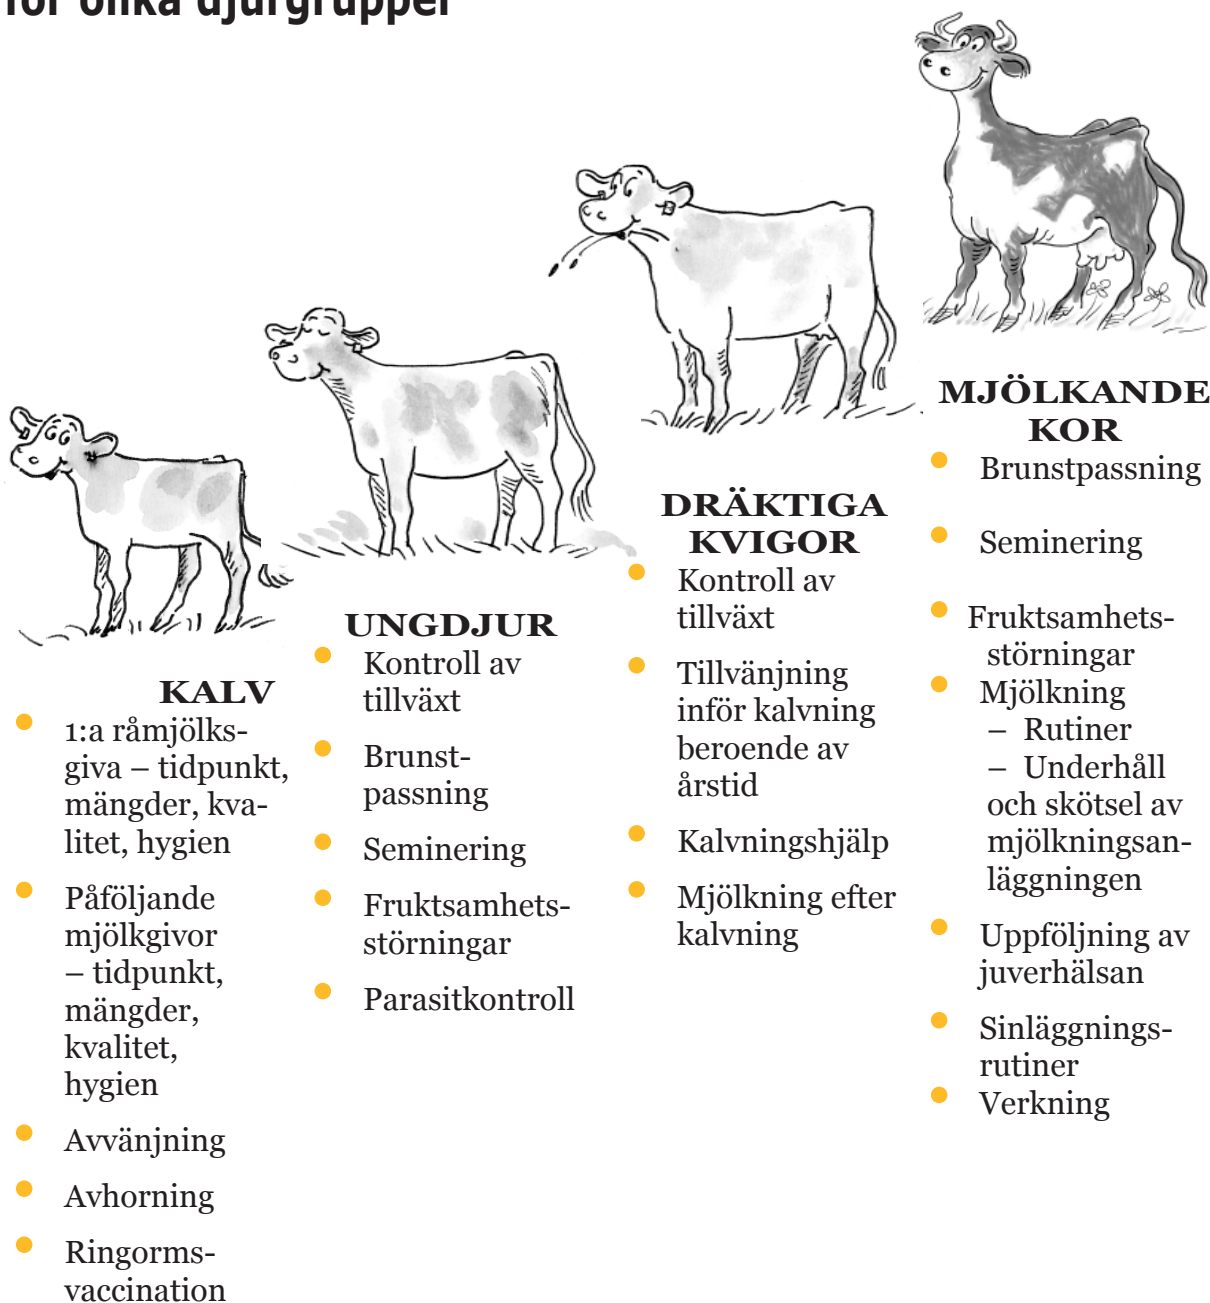 för olika djurgrupper
KALV
● 1:a råmjölks-
giva – tidpunkt,
mängder, kva-
litet, hygien
● Påföljande
mjölkgivor
– tidpunkt,
mängder,
kvalitet,
hygien
● Avvänjning
● Avhorning
● Ringorms-
vaccination
UNGDJUR
● Kontroll av
tillväxt
● Brunst-
passning
● Seminering
● Fruktsamhets-
störningar
● Parasitkontroll
DRÄKTIGA
KVIGOR
● Kontroll av
tillväxt
● Tillvänjning
inför kalvning
beroende av
årstid
● Kalvningshjälp
● Mjölkning efter
kalvning
MJÖLKANDE
KOR
● Brunstpassning
● Seminering
● Fruktsamhets-
störningar
● Mjölkning
– Rutiner
– Underhåll
och skötsel av
mjölkningsan-
läggningen
● Uppföljning av
juverhälsan
● Sinläggnings-
rutiner
● Verkning